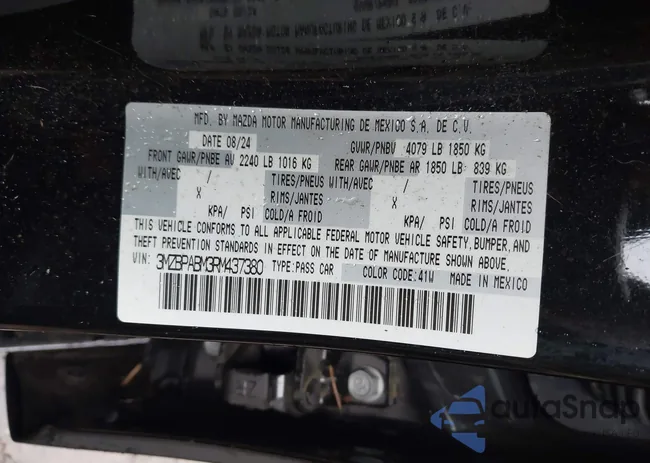 MFD. BY MAZDA MOTOR MANUFACTURING DE MEXICO S.A. DE C.V.
DATE 08/24 GVWR/PNBV 4079 LB 1850 KG
FRONT GAWR/PNBE AV 2240 LB 1016 KG REAR GAWR/PNBE AR 1850 LB 839 KG
WITH/AVEC / TIRES/PNEUS WITH/AVEC / TIRES/PNEUS
X RIMS/JANTES X RIMS/JANTES
KPA/ PSI COLD/A FROID KPA/ PSI COLD/A FROID
THIS VEHICLE CONFORMS TO ALL APPLICABLE FEDERAL MOTOR VEHICLE SAFETY, BUMPER, AND
THEFT PREVENTION STANDARDS IN EFFECT ON THE DATE OF MANUFACTURE SHOWN ABOVE.
VIN: 3MZBPABM3RM437380 TYPE:PASS CAR COLOR CODE:41W MADE IN MEXICO
aulaSnap